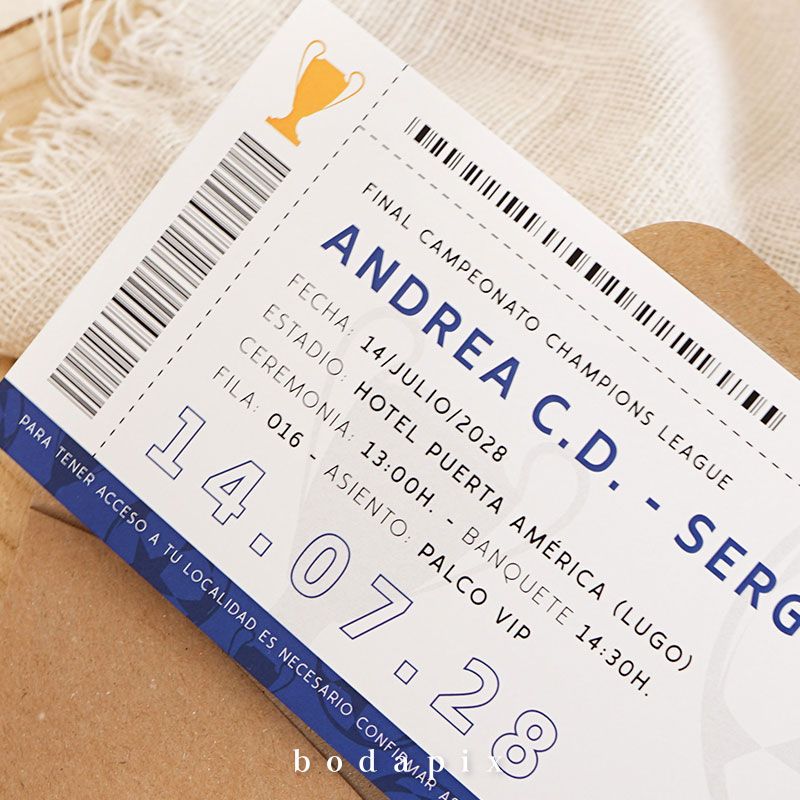 FINAL CAMPEONATO CHAMPIONS LEAGUE
ANDREA C.D. - SERG
FECHA: 14/JULIO/2028
ESTADIO: HOTEL PUERTA AMÉRICA (LUGO)
CEREMONIA: 13:00H. - BANQUETE 14:30H.
FILA: 016 - ASIENTO: PALCO VIP
14.07.28
PARA TENER ACCESO A TU LOCALIDAD ES NECESARIO CONFIRMAR AS
bodapix